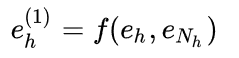 $e_h^{(1)} = f(e_h, e_{N_h})$